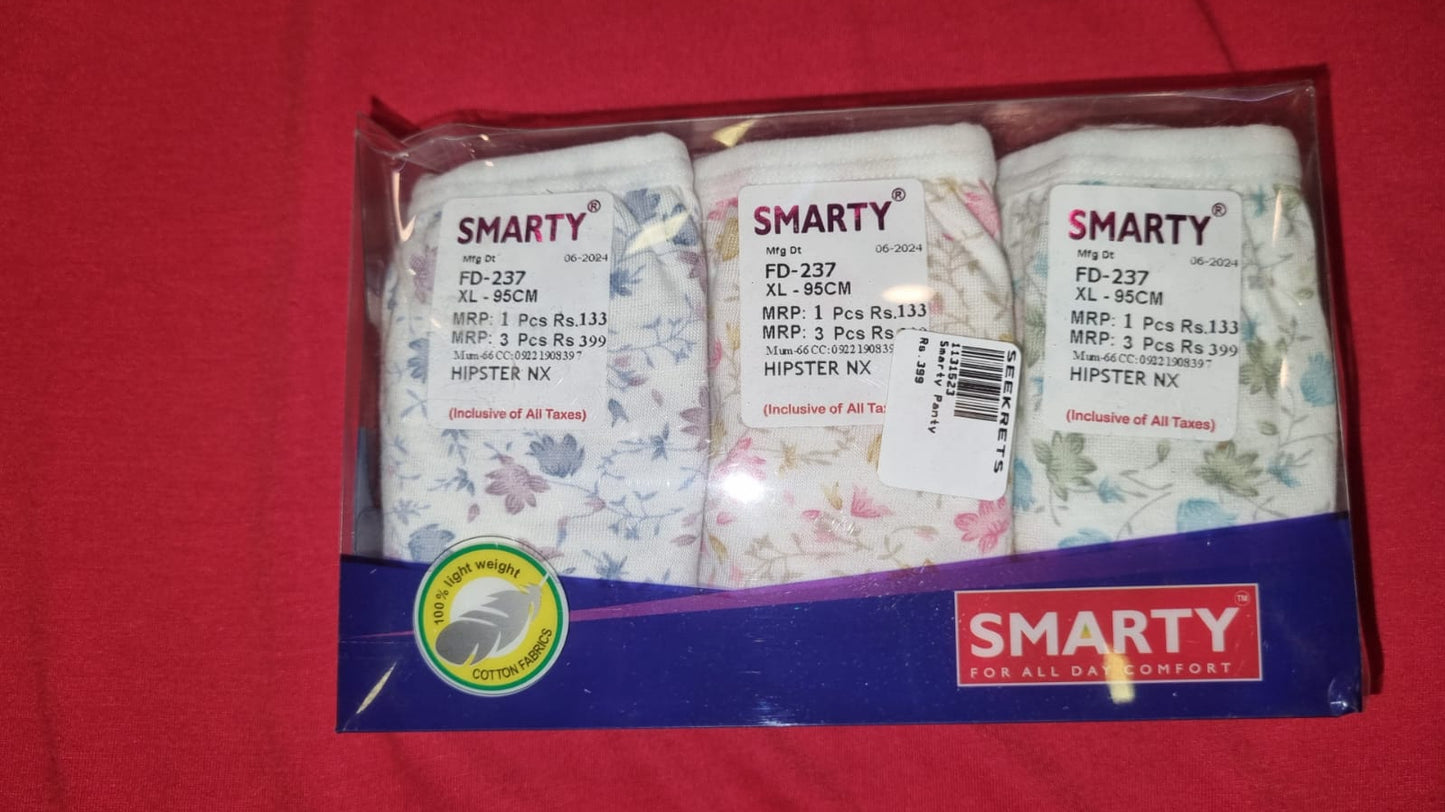 SMARTY®
Mfg Dt 06-2024
FD-237
XL - 95CM
MRP: 1 Pcs Rs.133
MRP: 3 Pcs Rs 399
Mum-66 CC:09221908397
HIPSTER NX
(Inclusive of All Taxes)
SMARTY®
Mfg Dt 06-2024
FD-237
XL - 95CM
MRP: 1 Pcs Rs.133
MRP: 3 Pcs Rs
Mum-66 CC:0922190839
HIPSTER NX
(Inclusive of All Ta
SEEKRETS
1131523
Smarty Panty
Rs.399
SMARTY®
Mfg Dt 06-2024
FD-237
XL - 95CM
MRP: 1 Pcs Rs.133
MRP: 3 Pcs Rs 399
Mum-66 CC:09221908397
HIPSTER NX
(Inclusive of All Taxes)
100% light weight
COTTON FABRICS
SMARTY™
FOR ALL DAY COMFORT